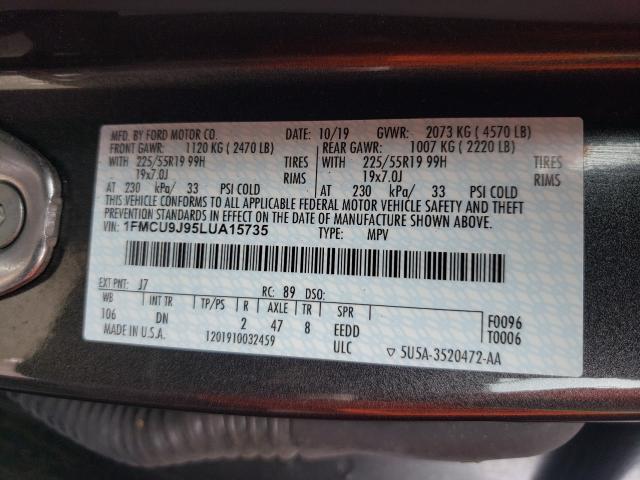 MFD. BY FORD MOTOR CO. DATE: 10/19 GVWR: 2073 KG ( 4570 LB)
FRONT GAWR: 1120 KG ( 2470 LB) REAR GAWR: 1007 KG ( 2220 LB)
WITH 225/55R19 99H TIRES WITH 225/55R19 99H TIRES
19x7.0J RIMS 19x7.0J RIMS
AT 230 kPa/ 33 PSI COLD AT 230 kPa/ 33 PSI COLD
THIS VEHICLE CONFORMS TO ALL APPLICABLE FEDERAL MOTOR VEHICLE SAFETY AND THEFT
PREVENTION STANDARDS IN EFFECT ON THE DATE OF MANUFACTURE SHOWN ABOVE.
VIN: 1FMCU9J95LUA15735 TYPE: MPV
EXT PNT: J7 RC: 89 DSO:
WB INT TR TP/PS R AXLE TR SPR F0096
106 DN 2 47 8 EEDD T0006
MADE IN U.S.A. 1201910032459 ULC ▽ 5U5A-3520472-AA